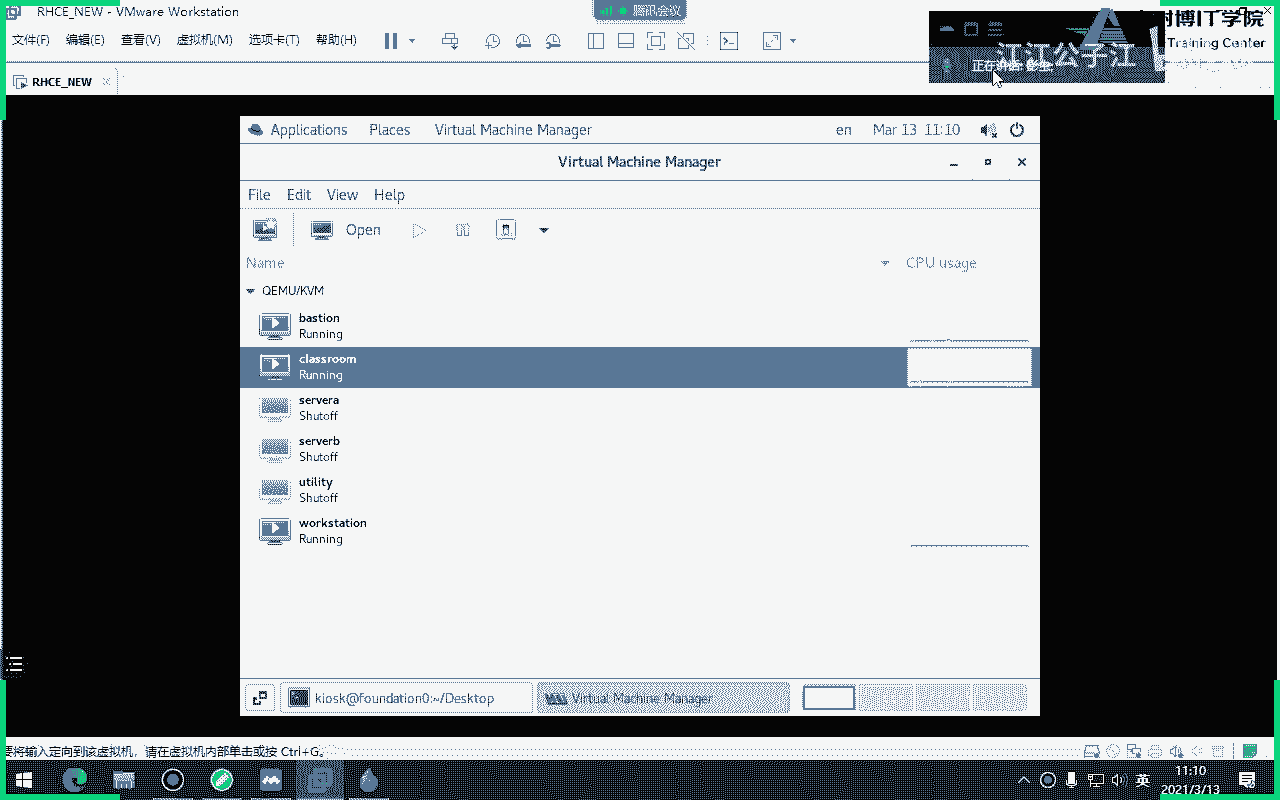 RHCE_NEW - VMware Workstation
腾讯会议
文件(F) 编辑(E) 查看(V) 虚拟机(M) 选项卡(T) 帮助(H)
博IT学院
Training Center
江江公子江
正在讲话:
RHCE_NEW
Applications Places Virtual Machine Manager en Mar 13 11:10
Virtual Machine Manager
File Edit View Help
Open
Name CPU usage
QEMU/KVM
bastion
Running
classroom
Running
servera
Shutoff
serverb
Shutoff
utility
Shutoff
workstation
Running
kiosk@foundation0:~/Desktop Virtual Machine Manager
要将输入定向到该虚拟机，请在虚拟机内部单击或按 Ctrl+G。
英 11:10
2021/3/13